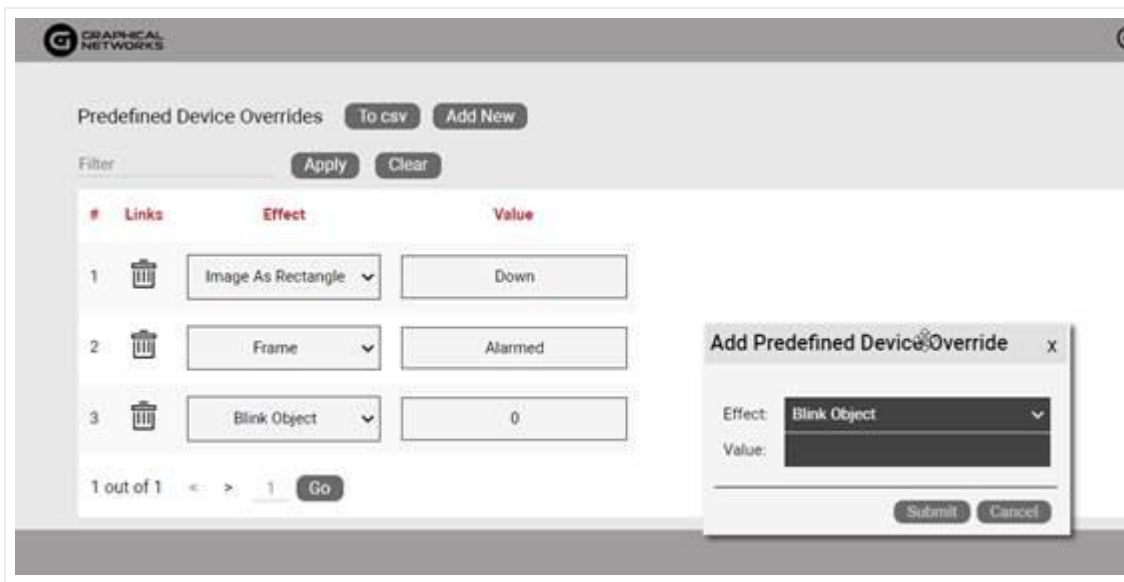 GRAPHICAL
NETWORKS
Predefined Device Overrides To csv Add New
Filter Apply Clear
# Links Effect Value
1 Image As Rectangle Down
2 Frame Alarmed
3 Blink Object 0
1 out of 1 < > 1 Go
Add Predefined Device Override x
Effect: Blink Object
Value:
Submit Cancel